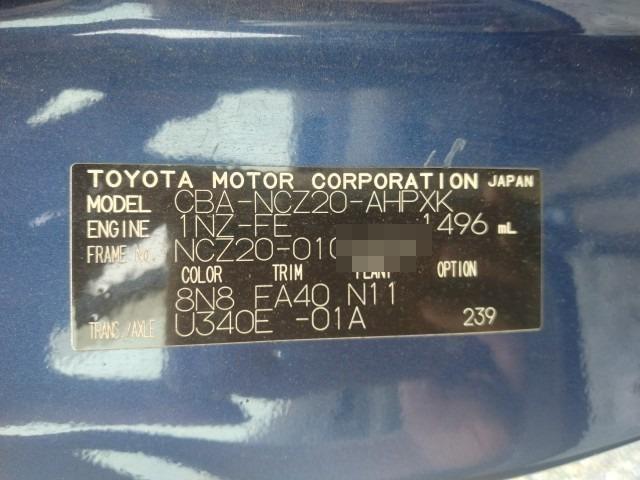 TOYOTA MOTOR CORPORATION JAPAN
MODEL CBA-NCZ20-AHPXK
ENGINE 1NZ-FE 1496 mL
FRAME No. NCZ20-010
COLOR TRIM PLANT OPTION
8N8 FA40 N11
TRANS./AXLE U340E -01A 239